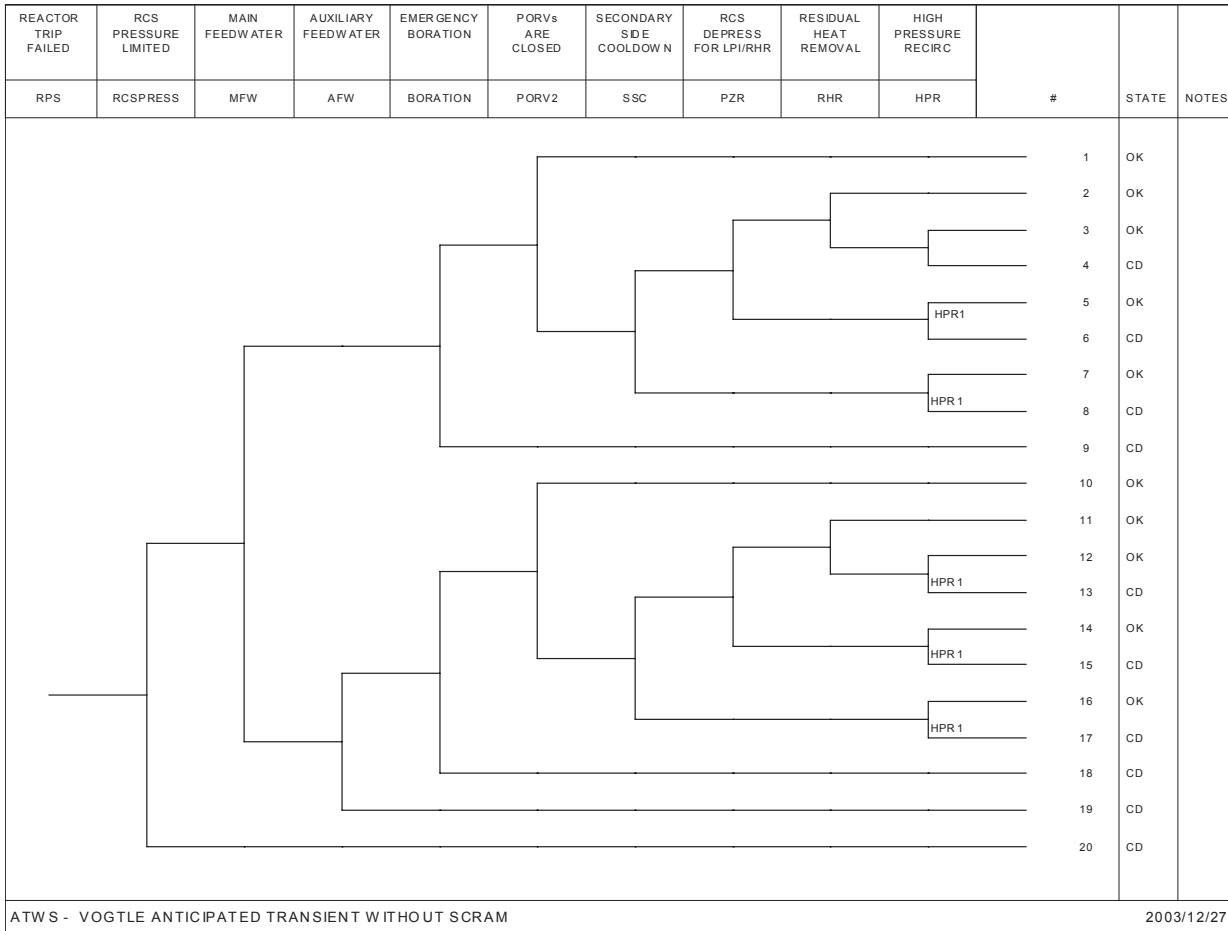 REACTOR TRIP FAILED
RCS PRESSURE LIMITED
MAIN FEEDWATER
AUXILIARY FEEDWATER
EMERGENCY BORATION
PORVs ARE CLOSED
SECONDARY SIDE COOLDOWN
RCS DEPRESS FOR LPI/RHR
RESIDUAL HEAT REMOVAL
HIGH PRESSURE RECIRC
RPS RCSPRESS MFW AFW BORATION PORV2 SSC PZR RHR HPR # STATE NOTES
1 OK
2 OK
3 OK
4 CD
5 OK
HPR1
6 CD
7 OK
HPR1
8 CD
9 CD
10 OK
11 OK
12 OK
HPR1
13 CD
14 OK
HPR1
15 CD
16 OK
HPR1
17 CD
18 CD
19 CD
20 CD
ATWS - VOGTLE ANTICIPATED TRANSIENT WITHOUT SCRAM 2003/12/27